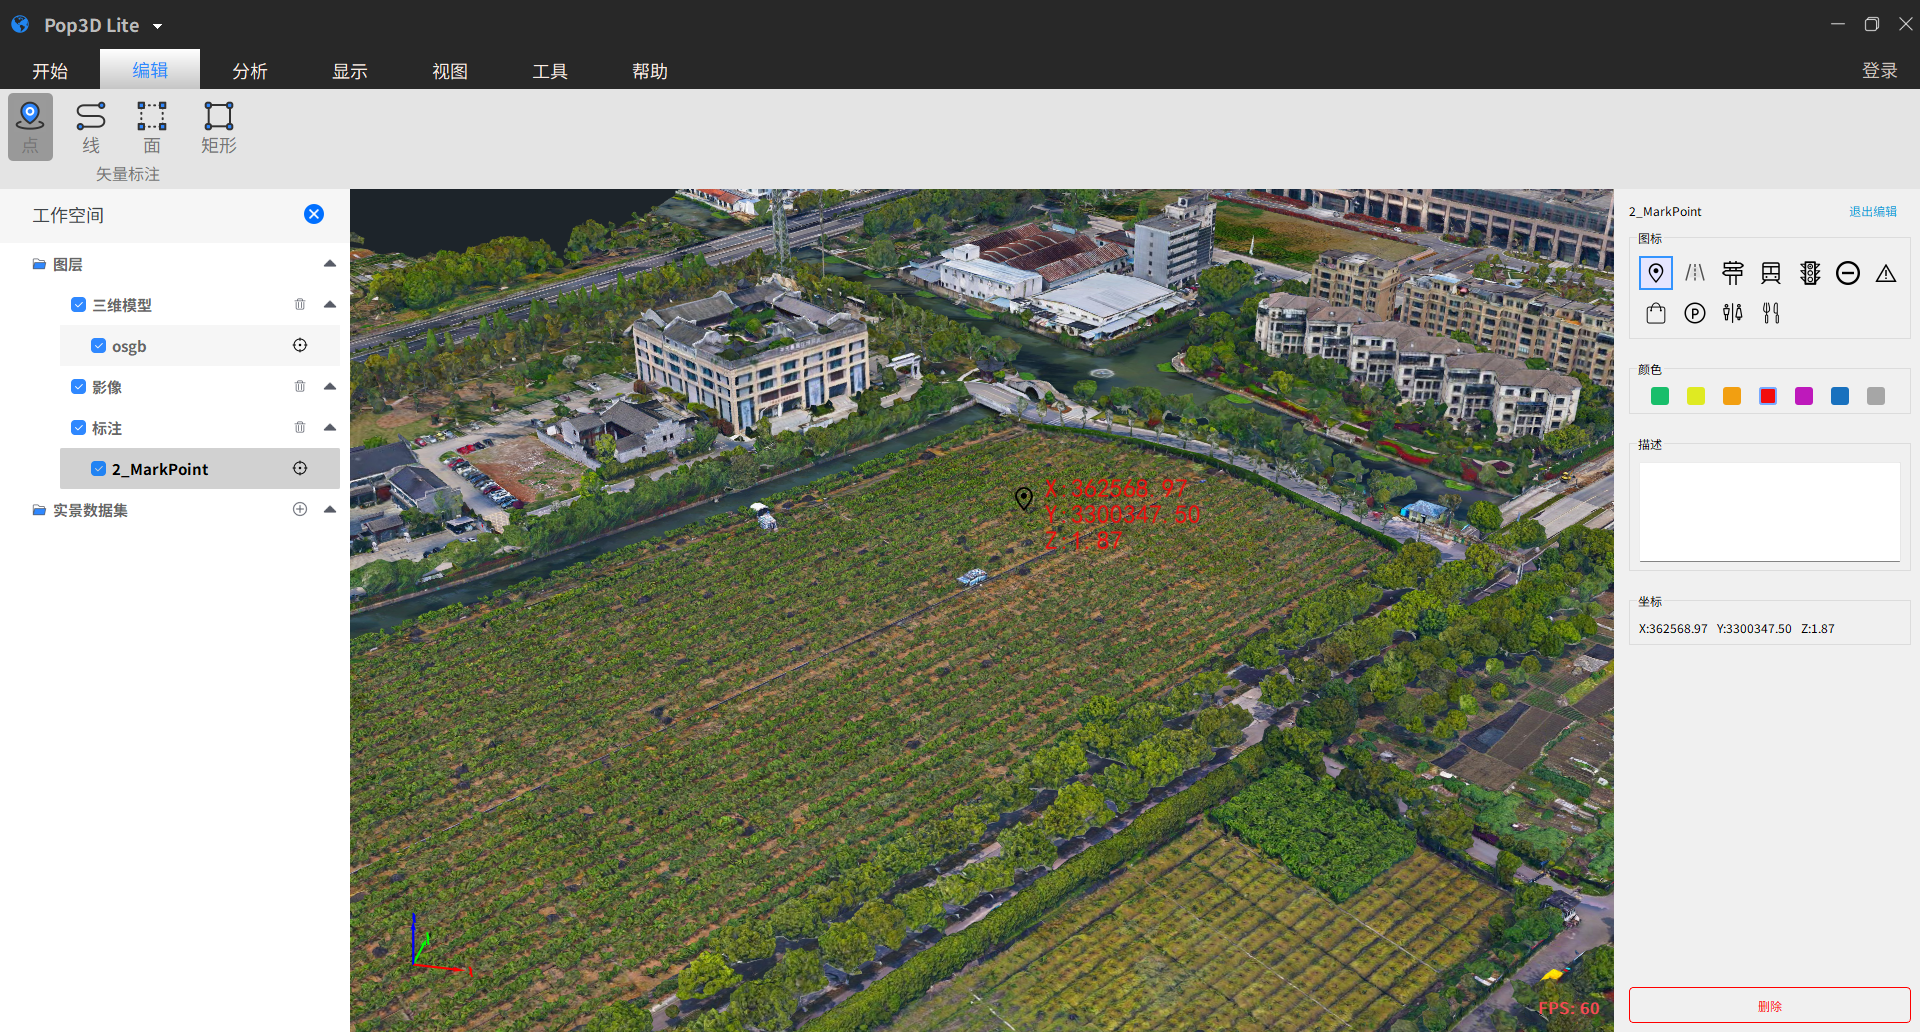 Pop3D Lite
开始 编辑 分析 显示 视图 工具 帮助 登录
点 线 面 矩形
矢量标注
工作空间
图层
三维模型
osgb
影像
标注
2_MarkPoint
实景数据集
X:362568.97
Y:3300347.50
Z:1.87
FPS: 60
2_MarkPoint 退出编辑
图标
颜色
描述
坐标
X:362568.97 Y:3300347.50 Z:1.87
删除